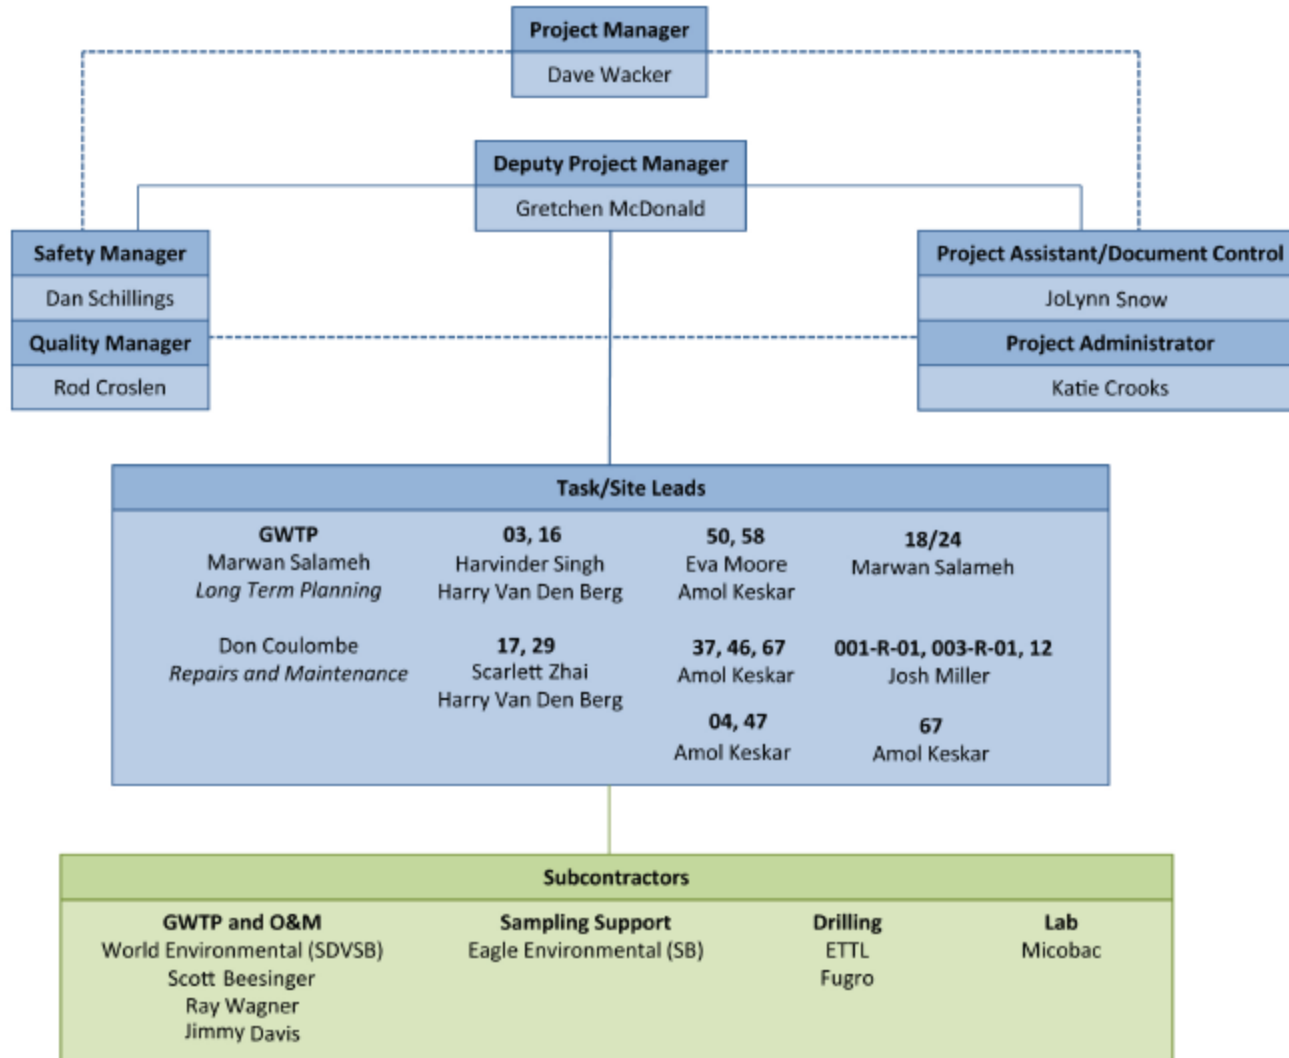 Project Manager
Dave Wacker
Deputy Project Manager
Gretchen McDonald
Safety Manager
Dan Schillings
Quality Manager
Rod Croslen
Project Assistant/Document Control
JoLynn Snow
Project Administrator
Katie Crooks
Task/Site Leads
GWTP
Marwan Salameh
Long Term Planning
Don Coulombe
Repairs and Maintenance
03, 16
Harvinder Singh
Harry Van Den Berg
17, 29
Scarlett Zhai
Harry Van Den Berg
50, 58
Eva Moore
Amol Keskar
37, 46, 67
Amol Keskar
04, 47
Amol Keskar
18/24
Marwan Salameh
001-R-01, 003-R-01, 12
Josh Miller
67
Amol Keskar
Subcontractors
GWTP and O&M
World Environmental (SDVSB)
Scott Beesinger
Ray Wagner
Jimmy Davis
Sampling Support
Eagle Environmental (SB)
Drilling
ETTL
Fugro
Lab
Micobac